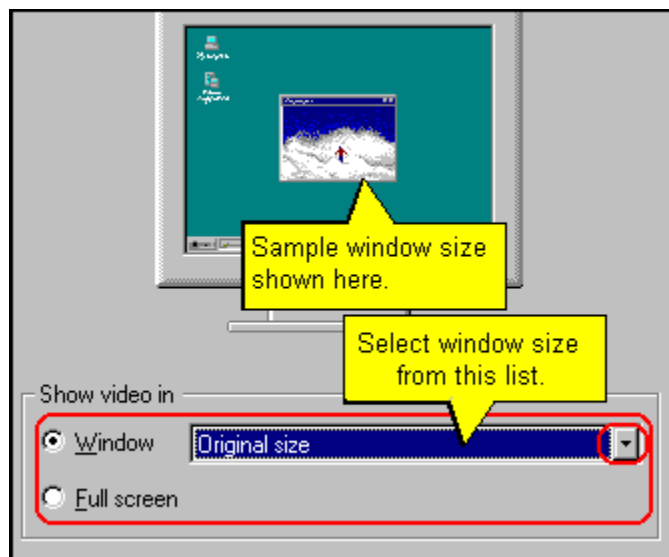 Sample window size
shown here.
Select window size
from this list.
Show video in
Window
Original size
Full screen